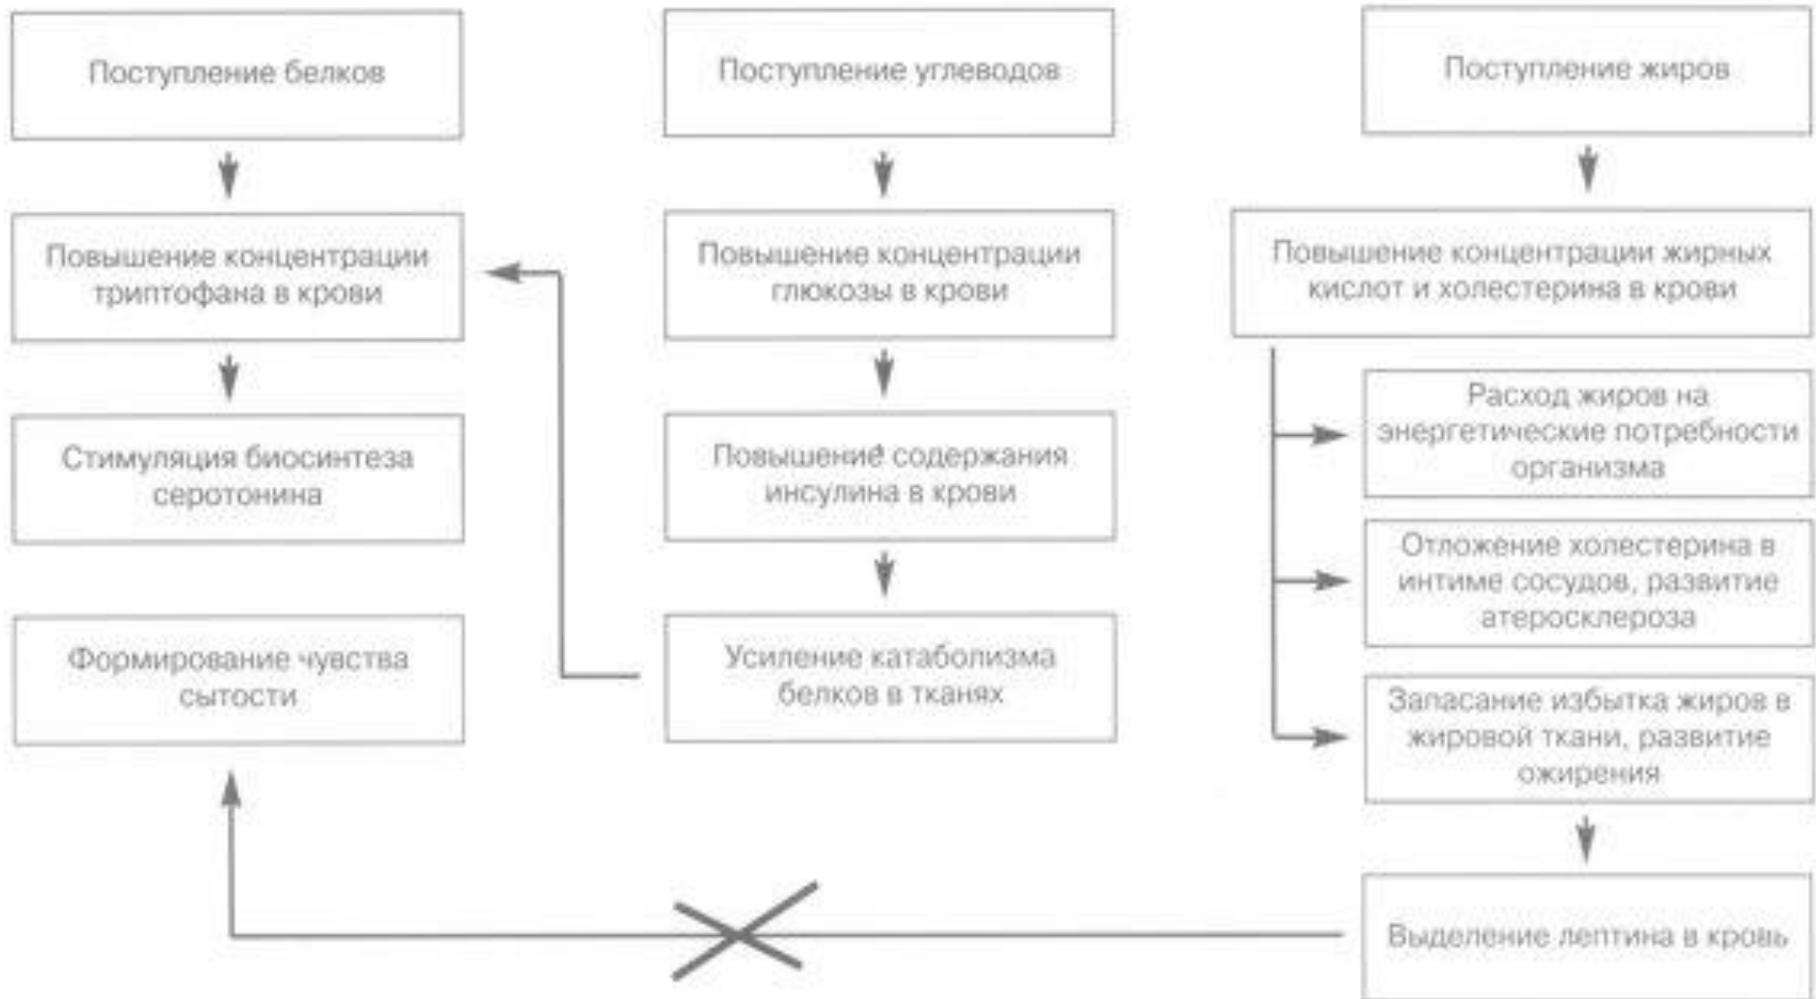 Поступление белков
Повышение концентрации
триптофана в крови
Стимуляция биосинтеза
серотонина
Формирование чувства
сытости
Поступление углеводов
Повышение концентрации
глюкозы в крови
Повышение содержания
инсулина в крови
Усиление катаболизма
белков в тканях
Поступление жиров
Повышение концентрации жирных
кислот и холестерина в крови
Расход жиров на
энергетические потребности
организма
Отложение холестерина в
интиме сосудов, развитие
атеросклероза
Запасание избытка жиров в
жировой ткани, развитие
ожирения
Выделение лептина в кровь